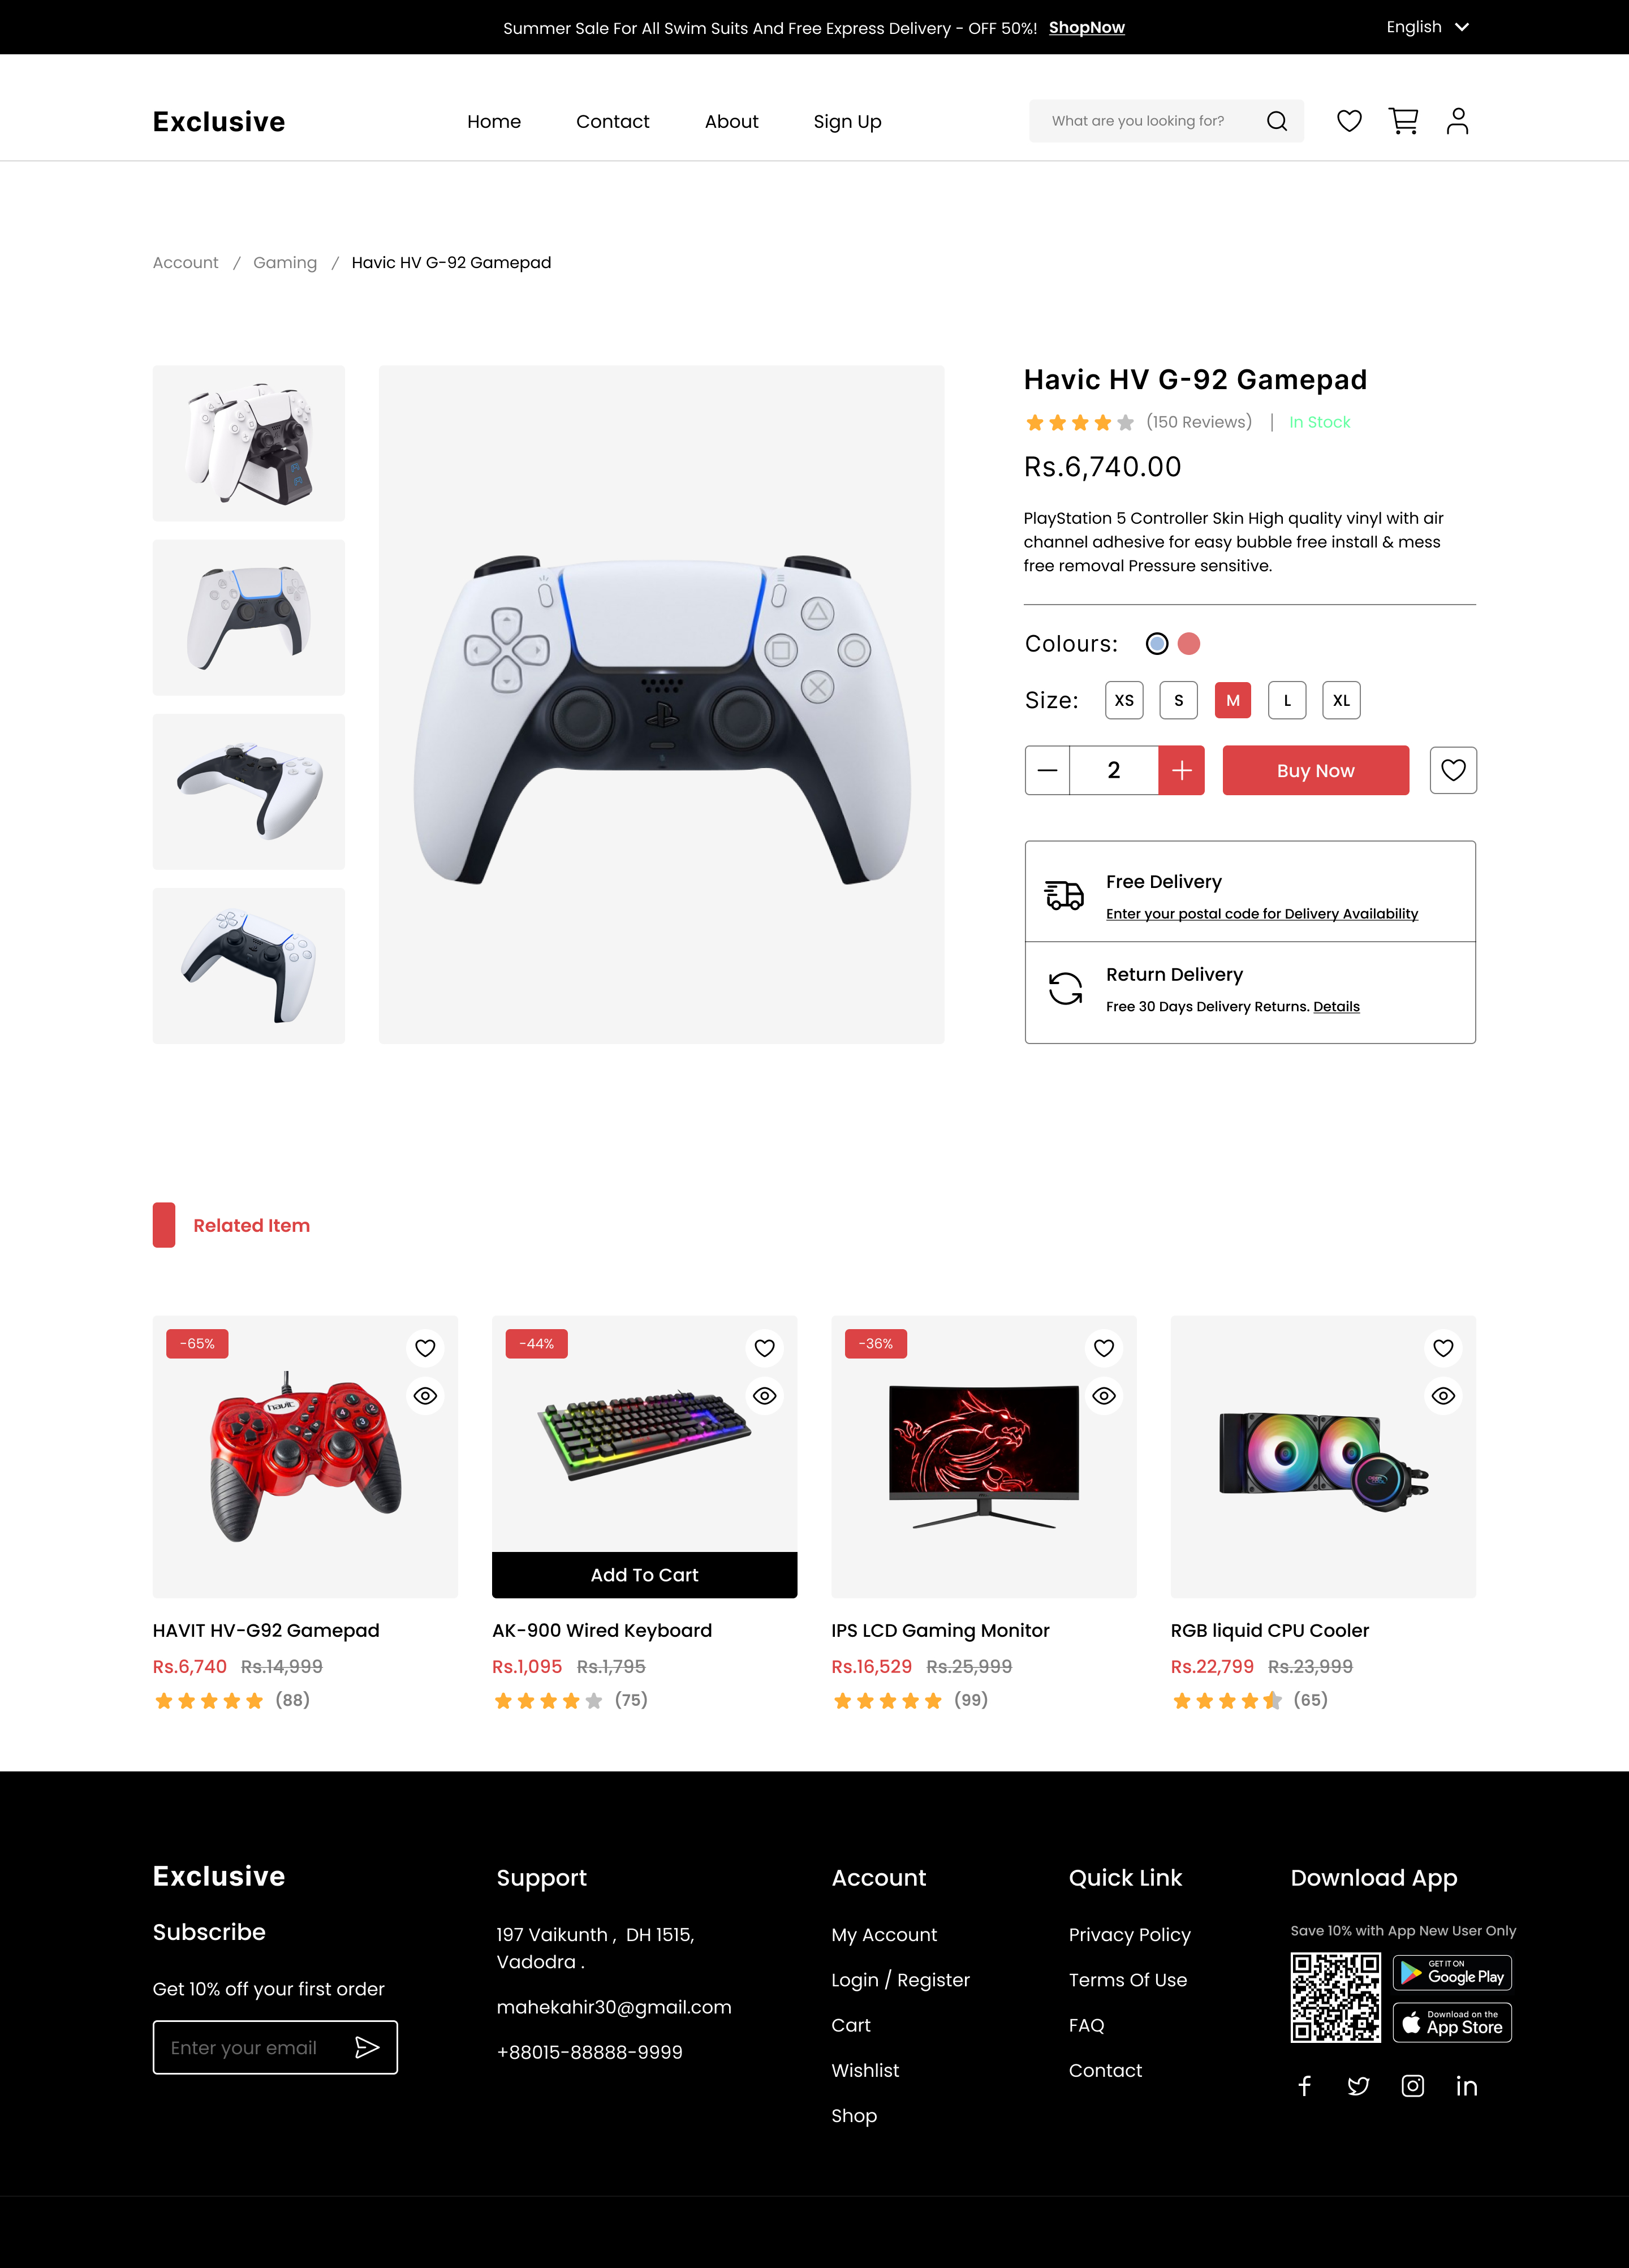 Summer Sale For All Swim Suits And Free Express Delivery - OFF 50%! ShopNow
English
Exclusive
Home
Contact
About
Sign Up
What are you looking for?
Account / Gaming / Havic HV G-92 Gamepad
Havic HV G-92 Gamepad
(150 Reviews) | In Stock
Rs.6,740.00
PlayStation 5 Controller Skin High quality vinyl with air
channel adhesive for easy bubble free install & mess
free removal Pressure sensitive.
Colours:
Size:
XS
S
M
L
XL
2
Buy Now
Free Delivery
Enter your postal code for Delivery Availability
Return Delivery
Free 30 Days Delivery Returns. Details
Related Item
-65%
havit
HAVIT HV-G92 Gamepad
Rs.6,740 Rs.14,999
(88)
-44%
Add To Cart
AK-900 Wired Keyboard
Rs.1,095 Rs.1,795
(75)
-36%
IPS LCD Gaming Monitor
Rs.16,529 Rs.25,999
(99)
RGB liquid CPU Cooler
Rs.22,799 Rs.23,999
(65)
Exclusive
Subscribe
Get 10% off your first order
Enter your email
Support
197 Vaikunth , DH 1515,
Vadodra .
mahekahir30@gmail.com
+88015-88888-9999
Account
My Account
Login / Register
Cart
Wishlist
Shop
Quick Link
Privacy Policy
Terms Of Use
FAQ
Contact
Download App
Save 10% with App New User Only
GET IT ON
Google Play
Download on the
App Store